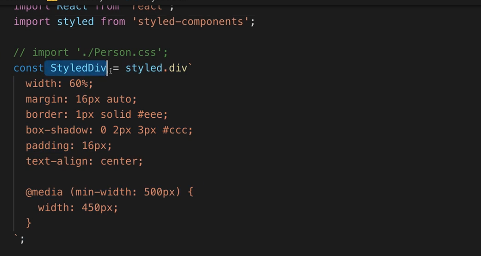 import React from 'react';
import styled from 'styled-components';
// import './Person.css';
const StyledDiv = styled.div`
width: 60%;
margin: 16px auto;
border: 1px solid #eee;
box-shadow: 0 2px 3px #ccc;
padding: 16px;
text-align: center;
@media (min-width: 500px) {
width: 450px;
}
`;